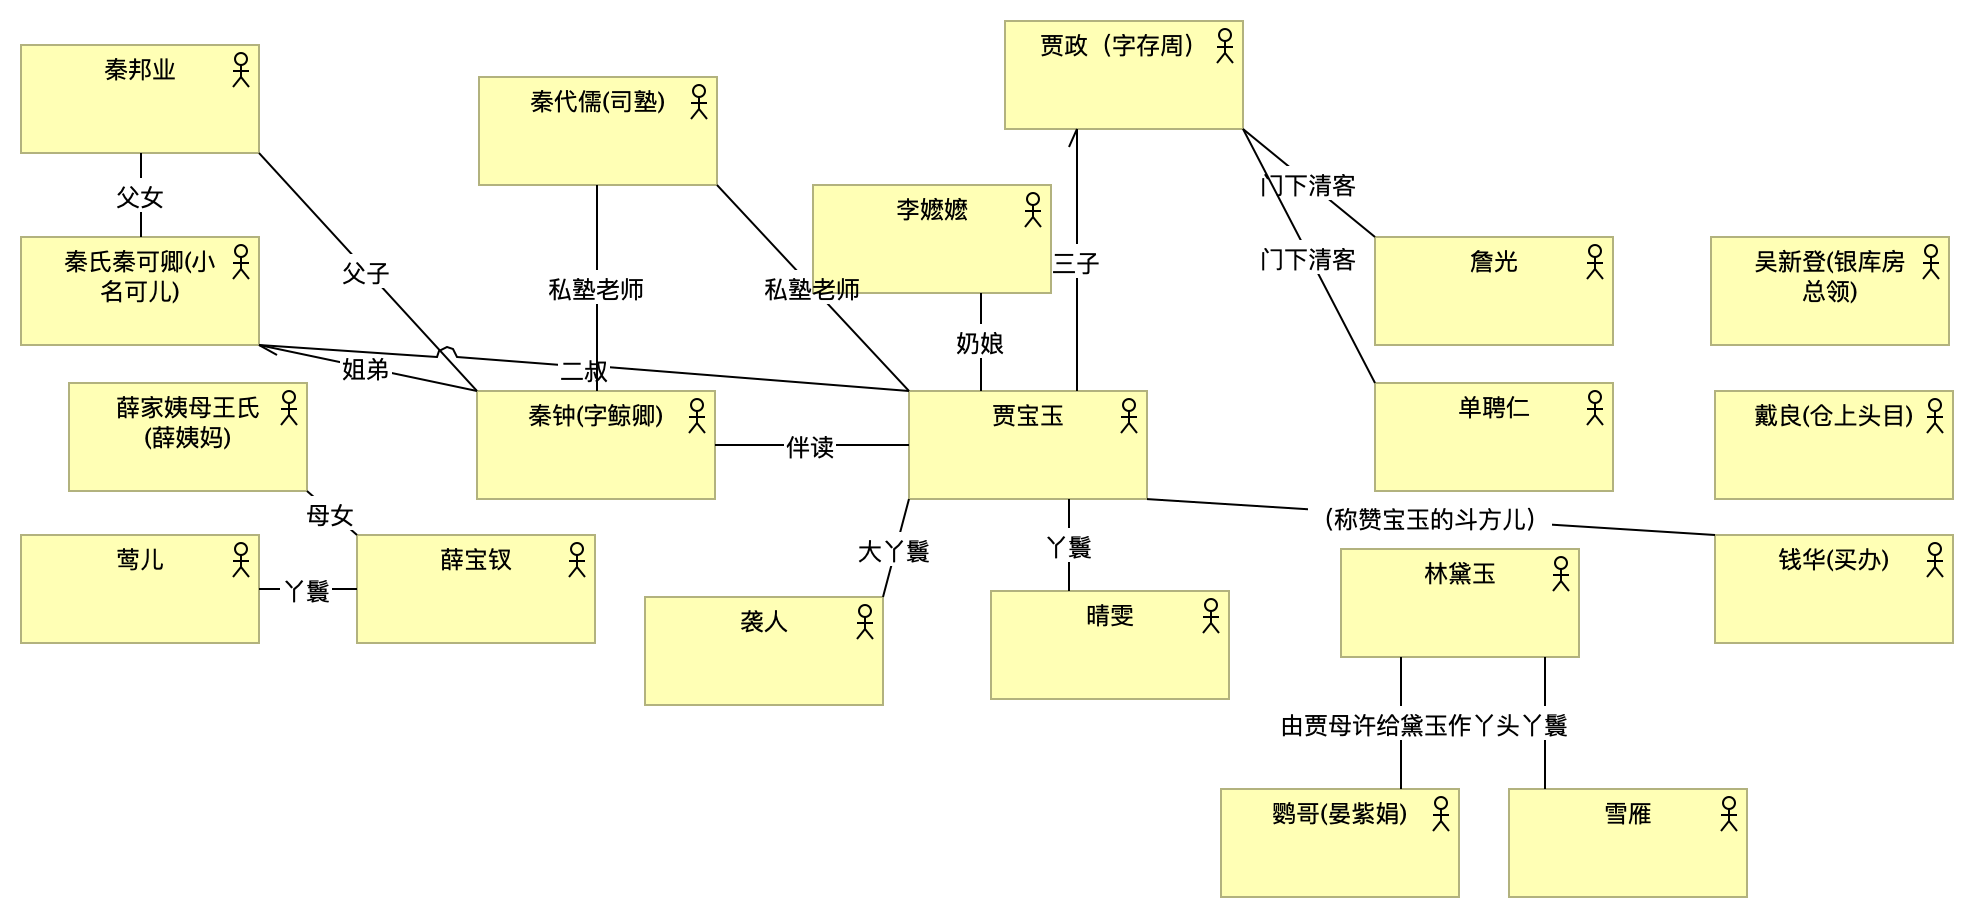 贾政（字存周）
秦邦业
秦代儒(司塾)
父女
门下清客
李嬷嬷
秦氏秦可卿(小
名可儿)
父子
私塾老师
私塾老师
三子
门下清客
詹光
吴新登(银库房
总领)
奶娘
姐弟
二叔
薛家姨母王氏
(薛姨妈)
秦钟(字鲸卿)
伴读
贾宝玉
单聘仁
戴良(仓上头目)
母女
(称赞宝玉的斗方儿）
莺儿
丫鬟
薛宝钗
大丫鬟
丫鬟
林黛玉
钱华(买办)
袭人
晴雯
由贾母许给黛玉作丫头
丫鬟
鹦哥(晏紫娟)
雪雁